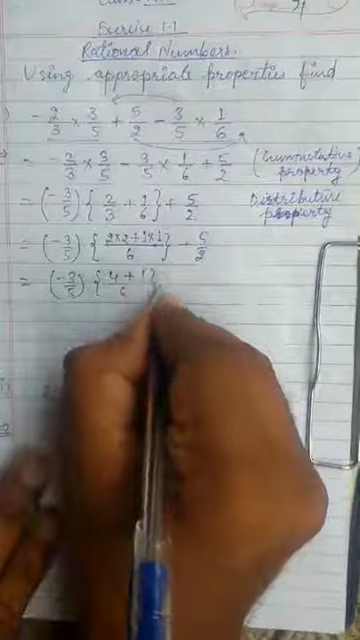 Exercise 1.1
Rational Numbers.
Using appropriate properties find
-2/3 × 3/5 + 5/2 - 3/5 × 1/6
= -2/3 × 3/5 - 3/5 × 1/6 + 5/2 (Cummutative property)
= (-3/5) {2/3 + 1/6} + 5/2 Distributive property
= (-3/5) {2×2+1×1/6} + 5/2
= (-3/5) {4+1/6}